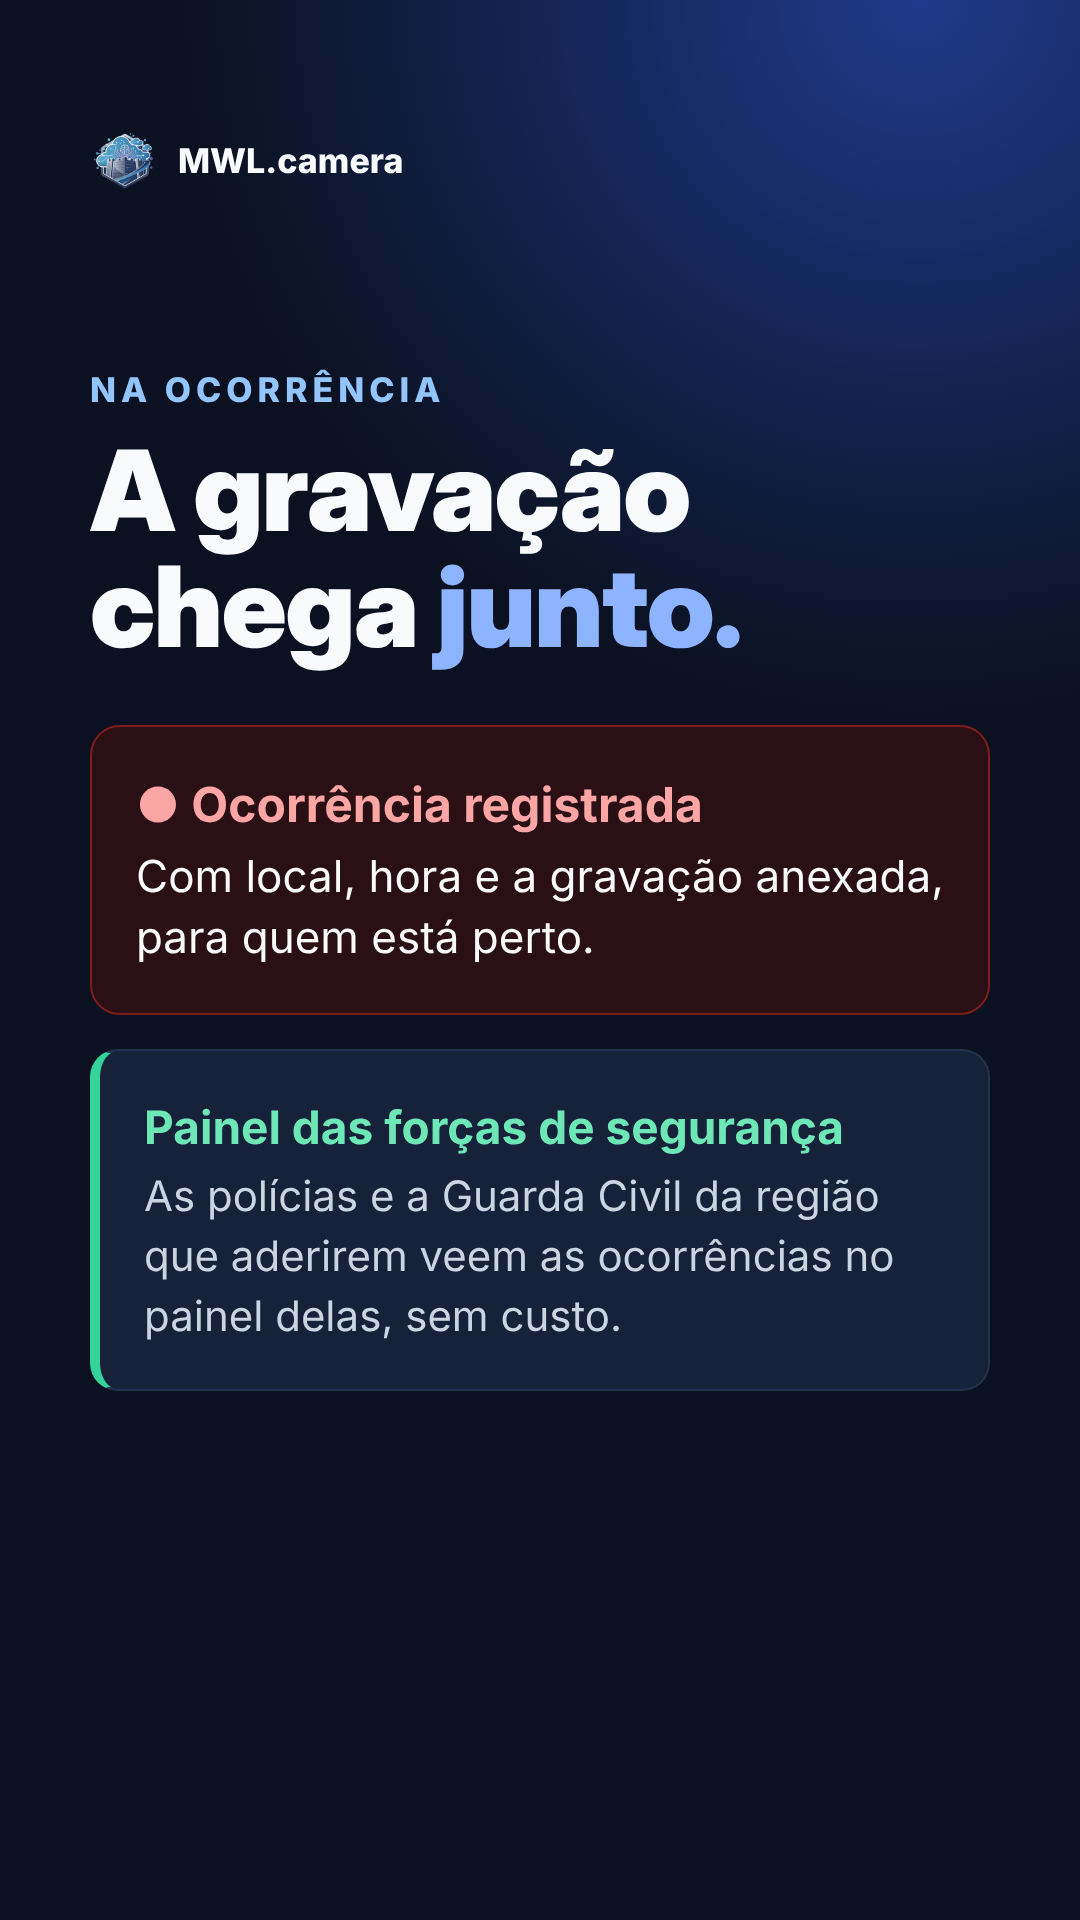 MWL.camera
NA OCORRÊNCIA
A gravação
chega junto.
Ocorrência registrada
Com local, hora e a gravação anexada,
para quem está perto.
Painel das forças de segurança
As polícias e a Guarda Civil da região
que aderirem veem as ocorrências no
painel delas, sem custo.